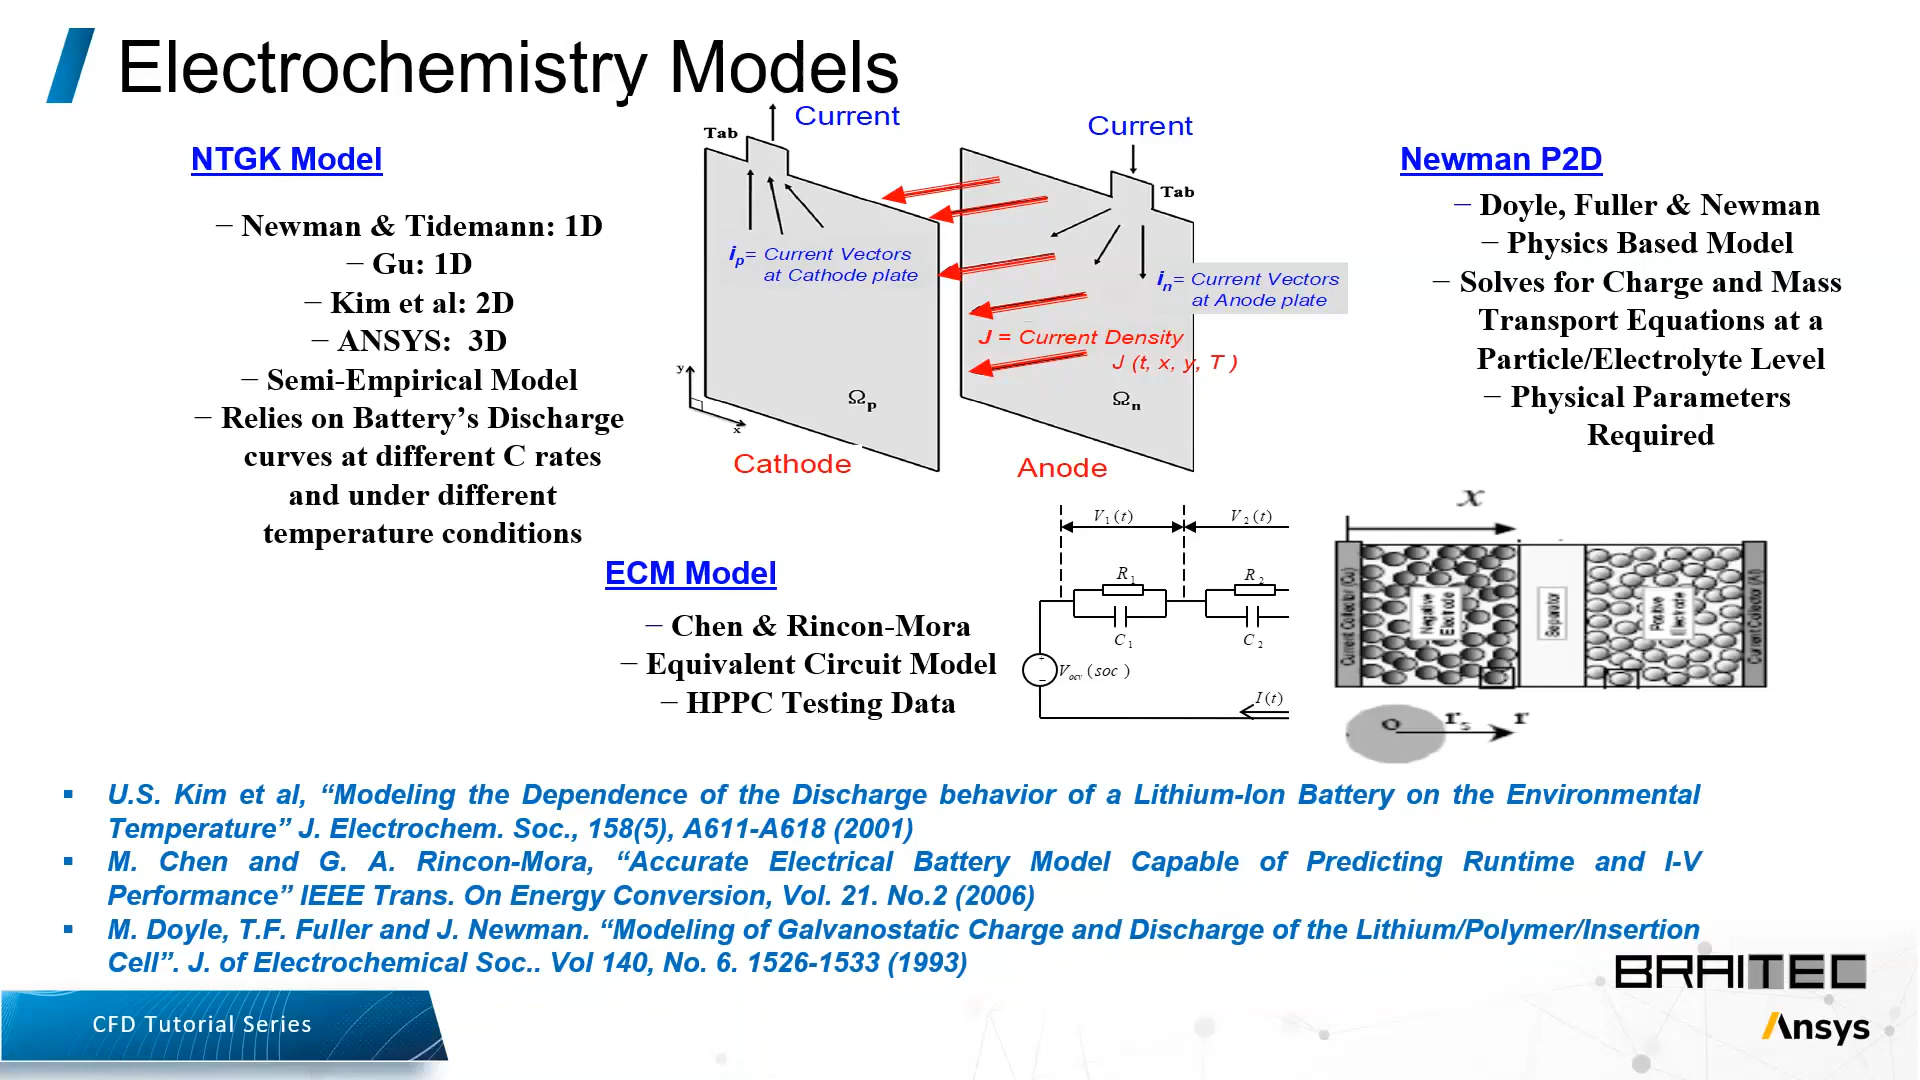 Electrochemistry Models
NTGK Model
− Newman & Tidemann: 1D
− Gu: 1D
− Kim et al: 2D
− ANSYS:  3D
− Semi-Empirical Model
− Relies on Battery’s Discharge
curves at different C rates
and under different
temperature conditions
Current
Tab
Current
Tab
ip= Current Vectors
at Cathode plate
in= Current Vectors
at Anode plate
J = Current Density
J (t, x, y, T )
y
x
Ωp
Ωn
Cathode
Anode
Newman P2D
− Doyle, Fuller & Newman
− Physics Based Model
− Solves for Charge and Mass
Transport Equations at a
Particle/Electrolyte Level
− Physical Parameters
Required
ECM Model
− Chen & Rincon-Mora
− Equivalent Circuit Model
− HPPC Testing Data
V1 (t)
V2 (t)
R1
R2
C1
C2
+
−
Vocv (soc )
I (t)
x
Current Collector (Cu)
Negative
Electrode
Separator
Positive
Electrode
Current Collector (Al)
O
rs
r
▪ U.S. Kim et al, “Modeling the Dependence of the Discharge behavior of a Lithium-Ion Battery on the Environmental
Temperature” J. Electrochem. Soc., 158(5), A611-A618 (2001)
▪ M. Chen and G. A. Rincon-Mora, “Accurate Electrical Battery Model Capable of Predicting Runtime and I-V
Performance” IEEE Trans. On Energy Conversion, Vol. 21. No.2 (2006)
▪ M. Doyle, T.F. Fuller and J. Newman. “Modeling of Galvanostatic Charge and Discharge of the Lithium/Polymer/Insertion
Cell”. J. of Electrochemical Soc.. Vol 140, No. 6. 1526-1533 (1993)
BRAITEC
CFD Tutorial Series
Ansys